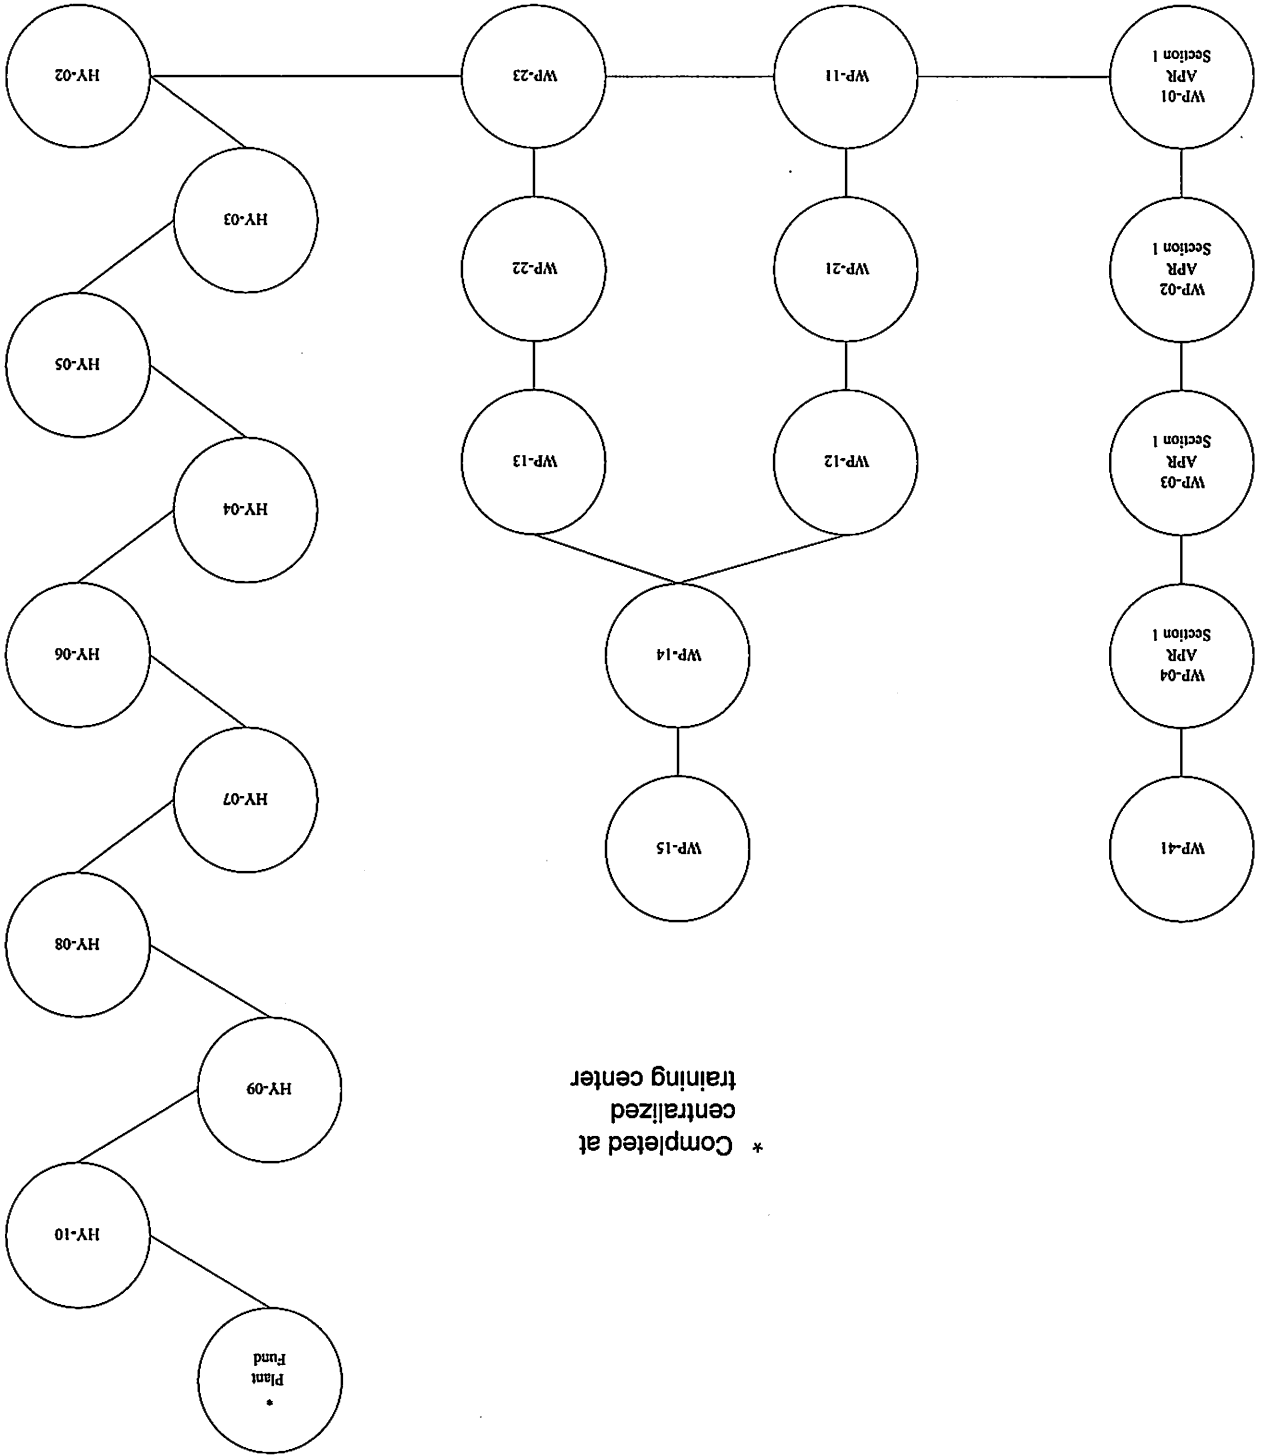 *
Plant
Fund
HY-10
* Completed at
centralized
training center
HY-09
HY-08
WP-41
WP-15
HY-07
WP-04
APR
Section 1
WP-14
HY-06
HY-04
WP-03
APR
Section 1
WP-12
WP-13
HY-05
WP-02
APR
Section 1
WP-21
WP-22
HY-03
WP-01
APR
Section 1
WP-11
WP-23
HY-02